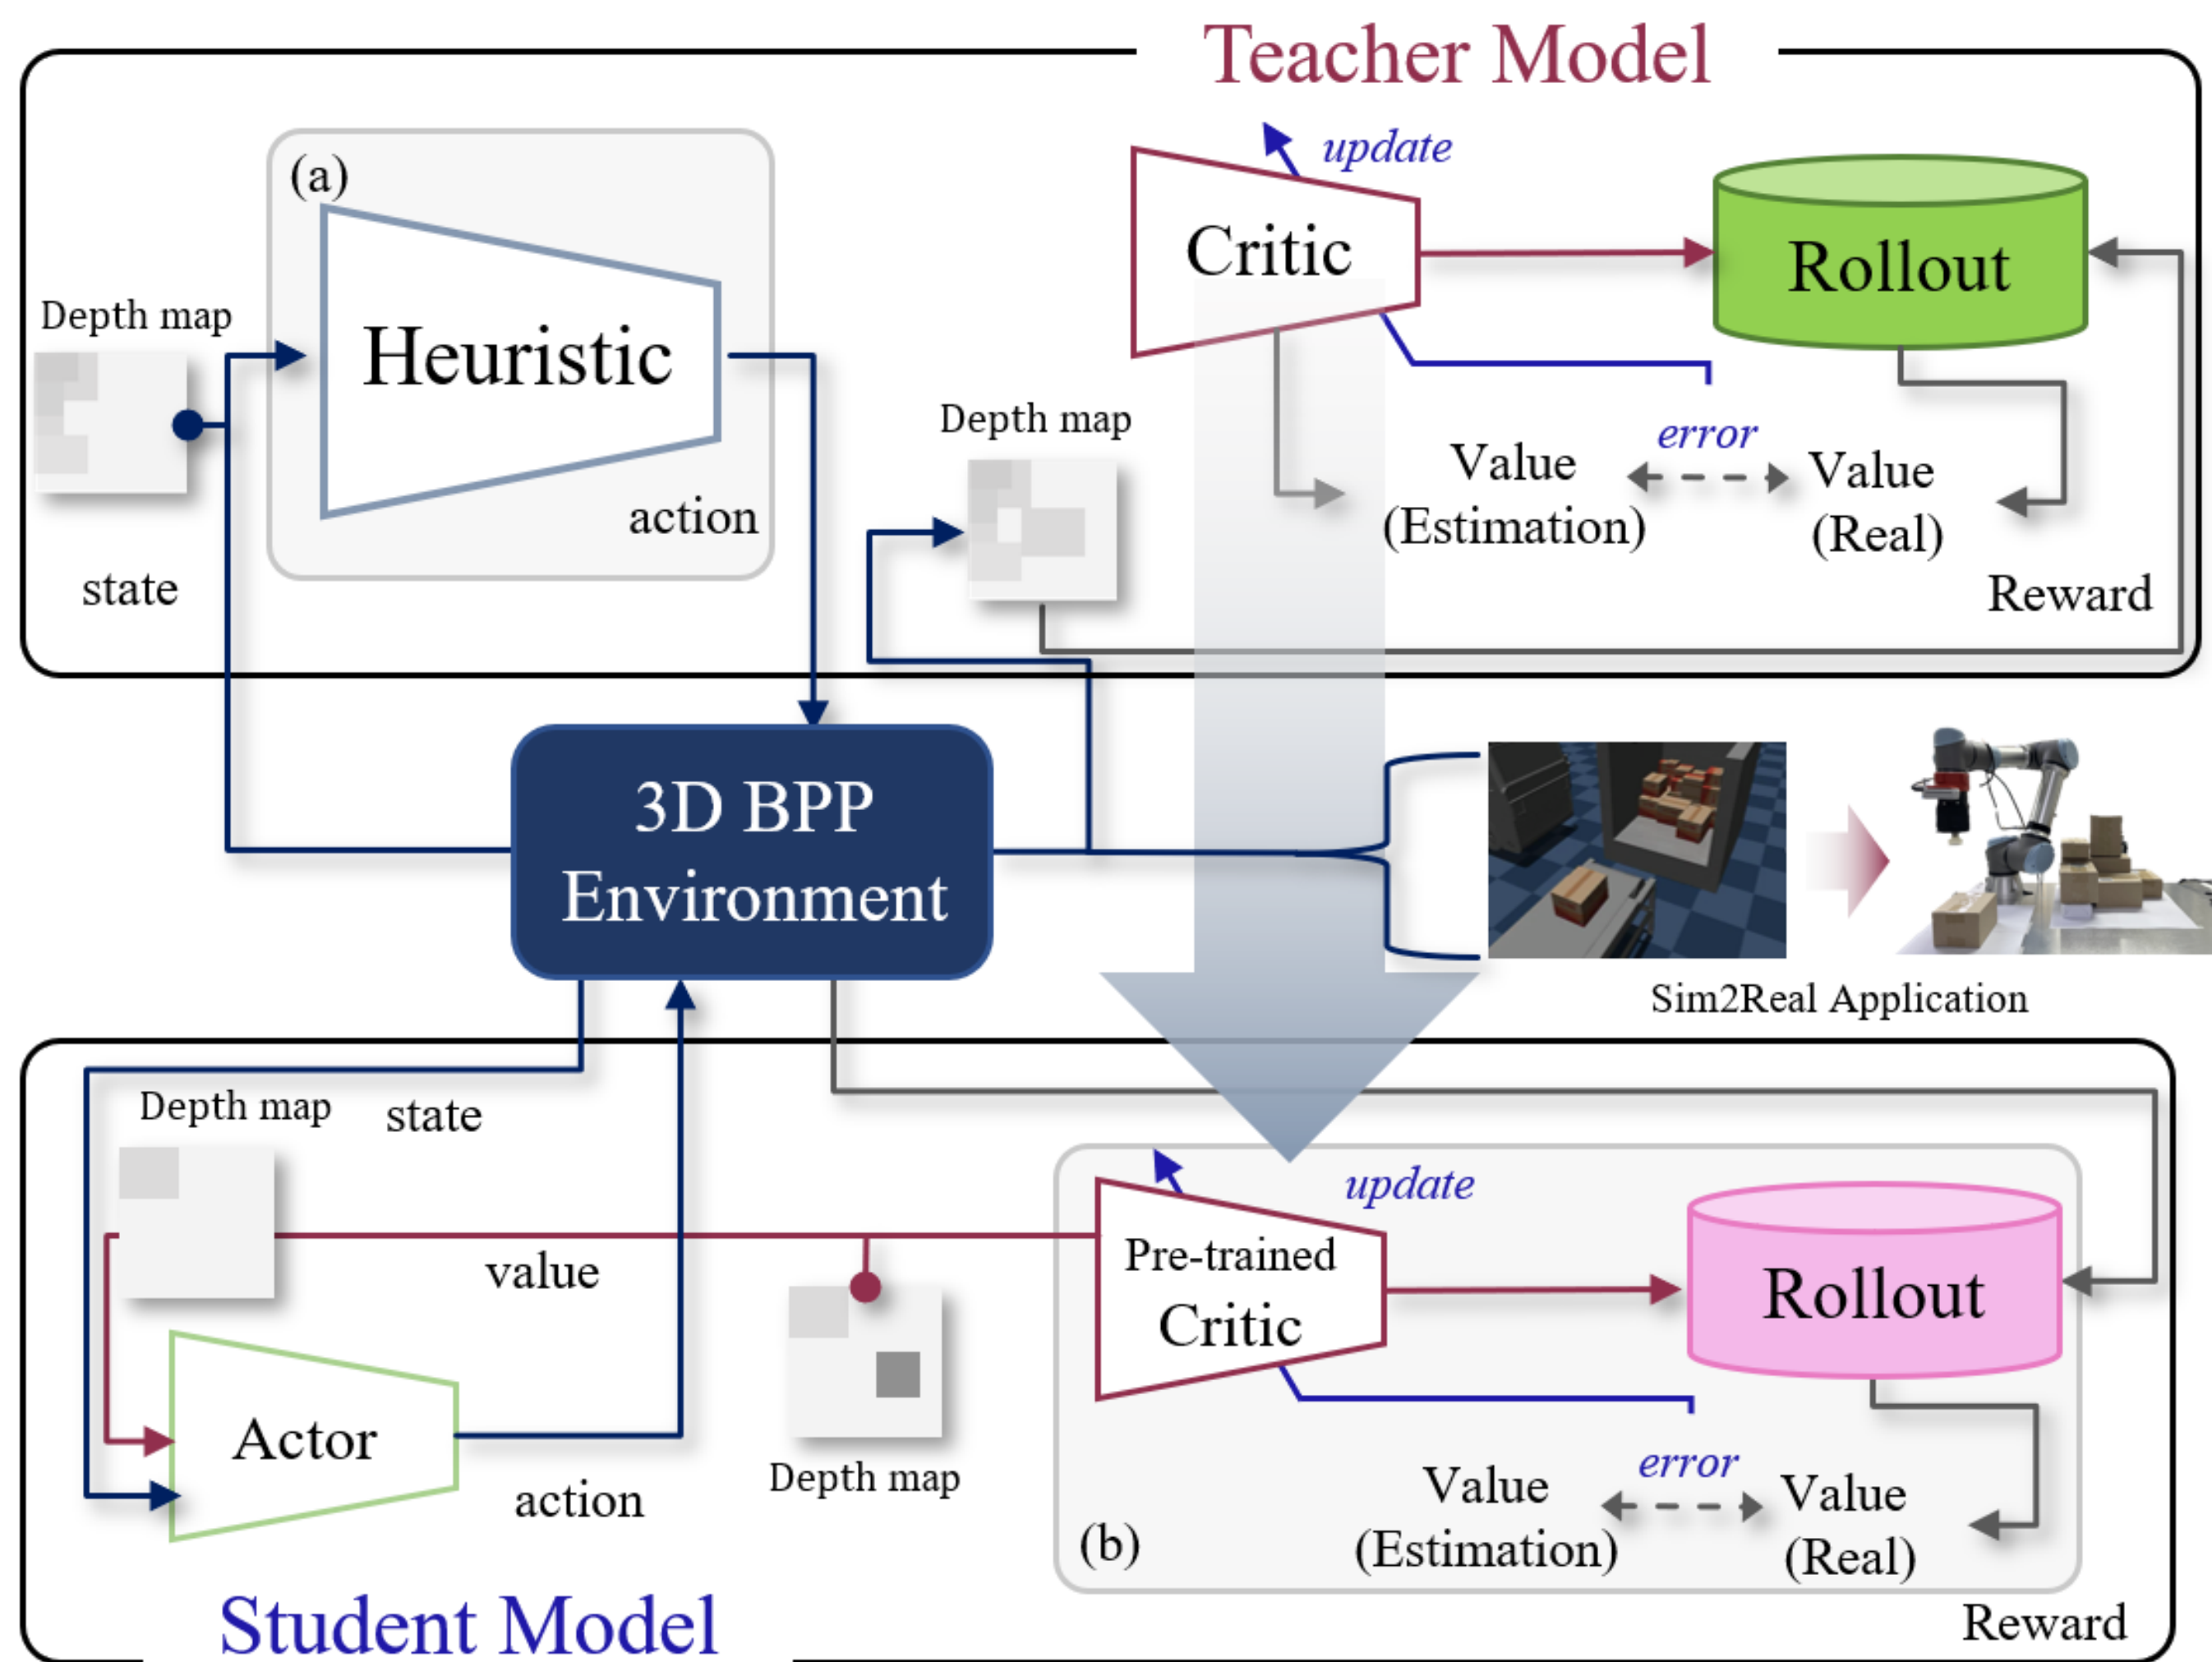 Teacher Model
(a)
update
Critic
Rollout
Depth map
Heuristic
action
state
Depth map
error
Value
(Estimation)
Value
(Real)
Reward
3D BPP
Environment
Sim2Real Application
Depth map
state
value
update
Pre-trained
Critic
Rollout
Actor
action
Depth map
error
Value
(Estimation)
Value
(Real)
(b)
Reward
Student Model